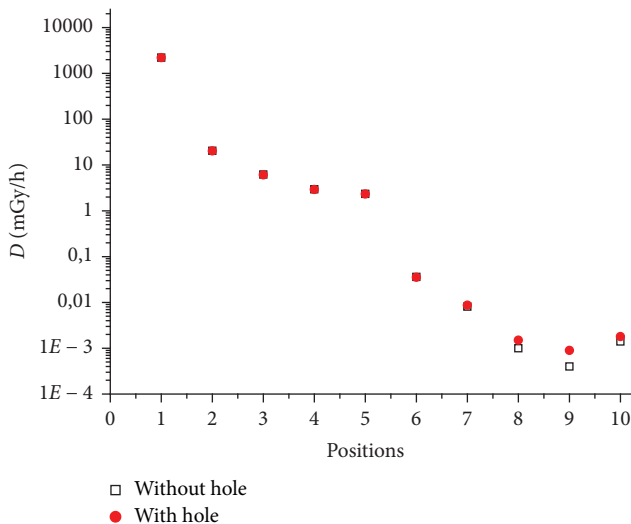 10000
1000
100
10
1
0,1
0,01
1E − 3
1E − 4
D (mGy/h)
0 1 2 3 4 5 6 7 8 9 10
Positions
Without hole
With hole